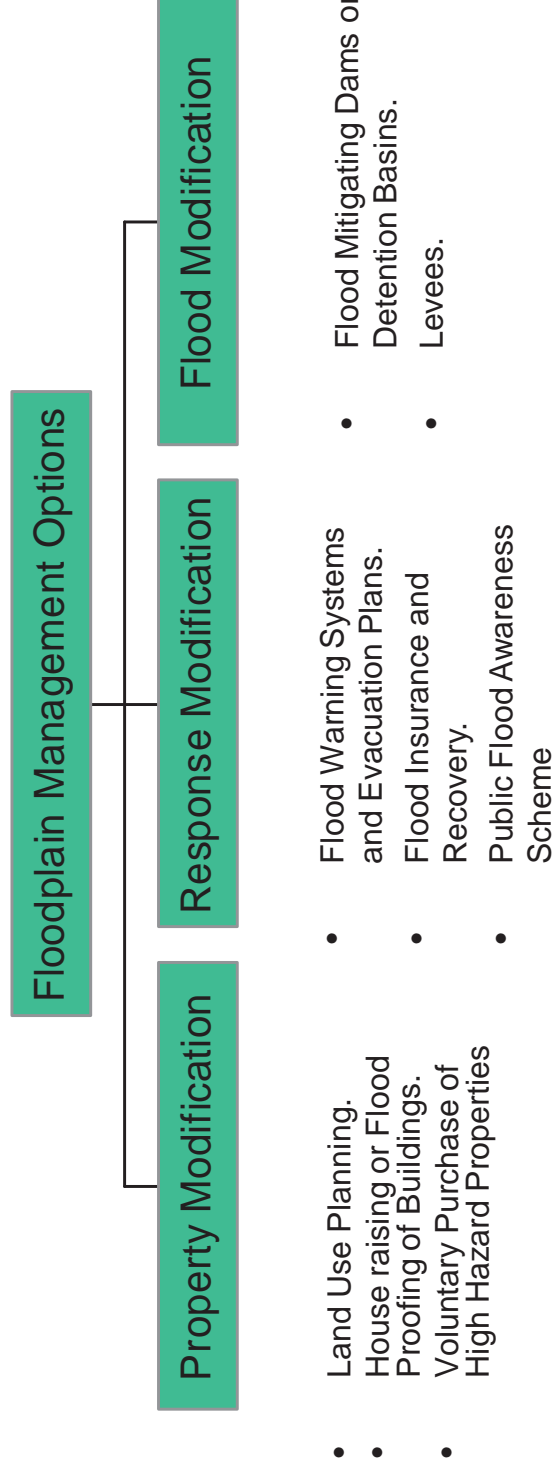 Floodplain Management Options
Property Modification
Response Modification
Flood Modification
• Land Use Planning.
• House raising or Flood
Proofing of Buildings.
• Voluntary Purchase of
High Hazard Properties
• Flood Warning Systems
and Evacuation Plans.
• Flood Insurance and
Recovery.
• Public Flood Awareness
Scheme
• Flood Mitigating Dams or
Detention Basins.
• Levees.